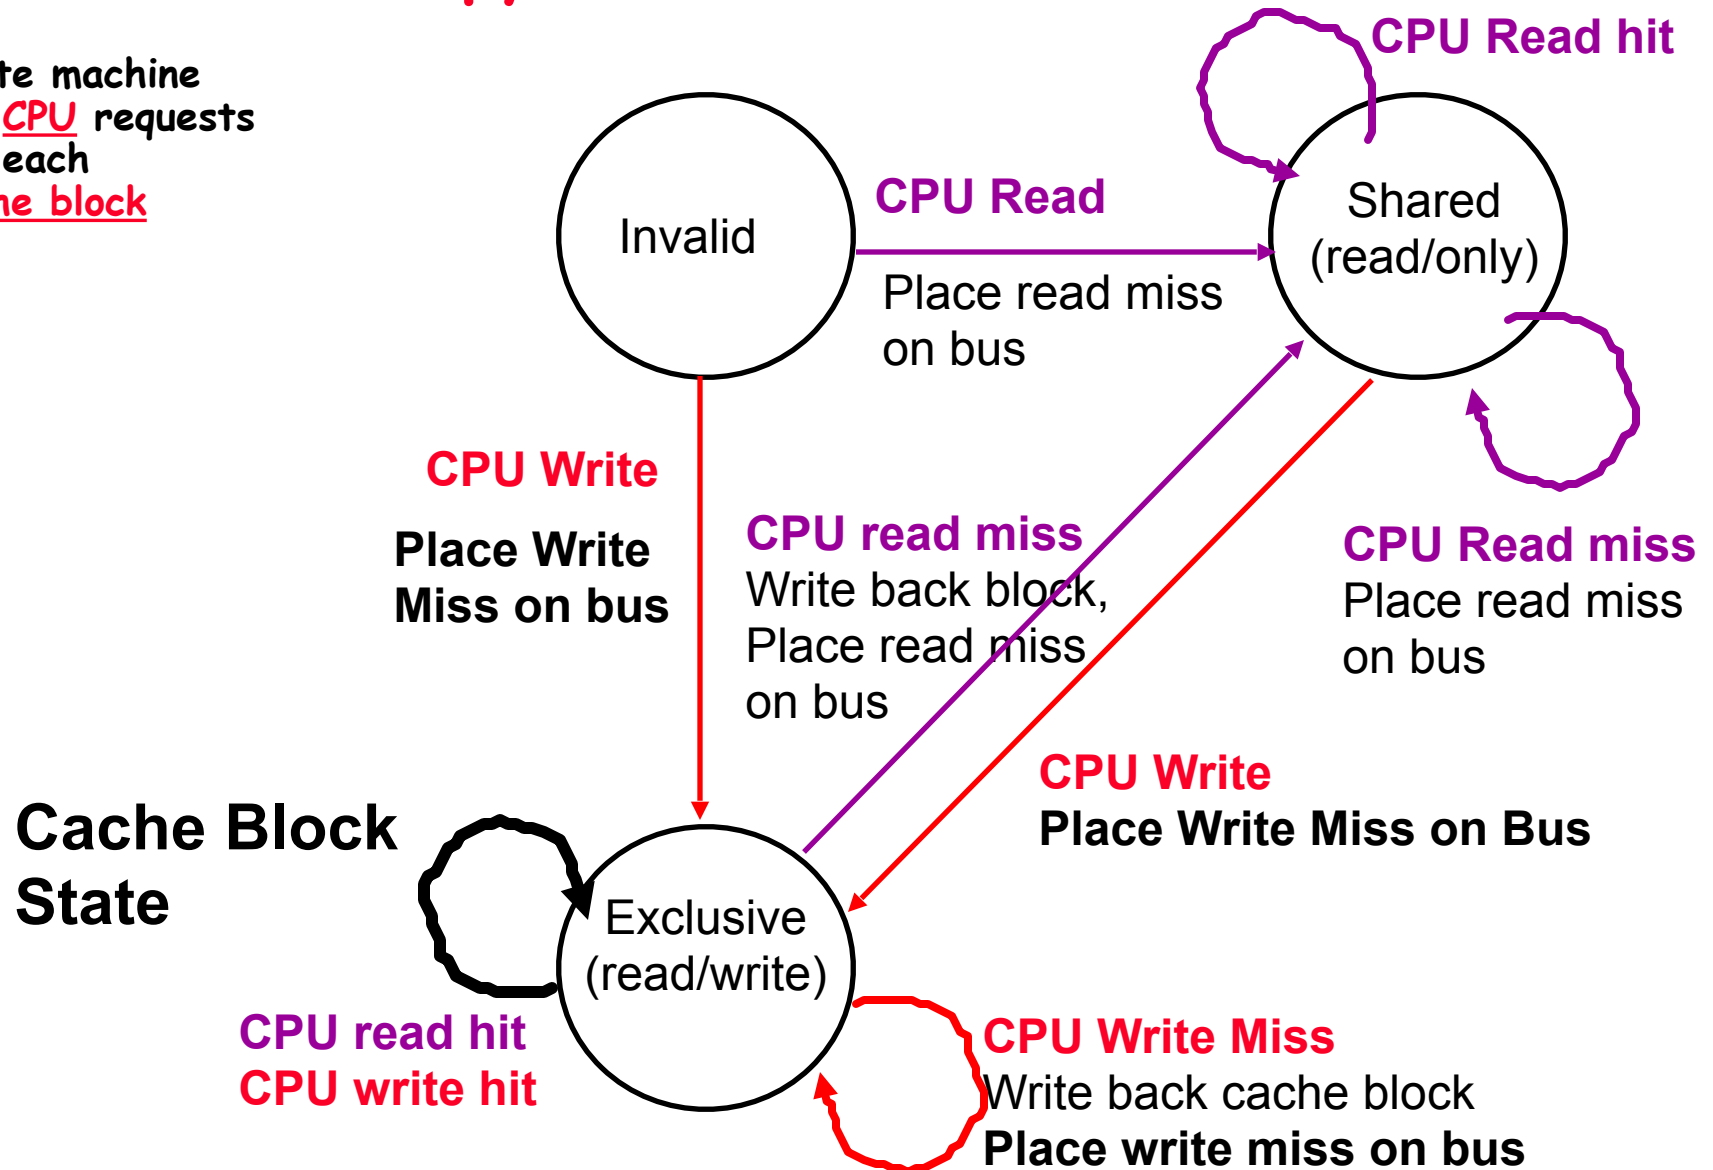 te machine
CPU requests
each
he block
CPU Read hit
CPU Read
Invalid
Shared
(read/only)
Place read miss
on bus
CPU Write
Place Write
Miss on bus
CPU read miss
Write back block,
Place read miss
on bus
CPU Read miss
Place read miss
on bus
CPU Write
Place Write Miss on Bus
Cache Block
State
Exclusive
(read/write)
CPU read hit
CPU write hit
CPU Write Miss
Write back cache block
Place write miss on bus